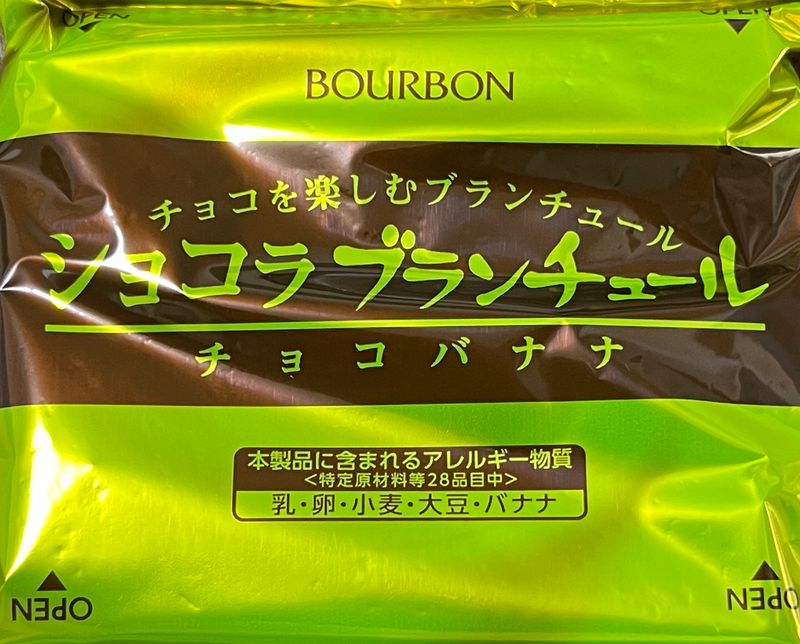 OPEN
OPEN
BOURBON
チョコを楽しむブランチュール
ショコラブランチュール
チョコバナナ
本製品に含まれるアレルギー物質
<特定原材料等28品目中>
乳・卵・小麦・大豆・バナナ
OPEN
OPEN